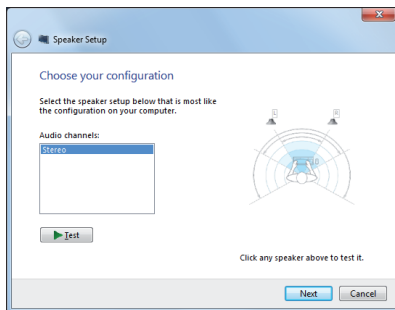 Speaker Setup
Choose your configuration
Select the speaker setup below that is most like
the configuration on your computer.
Audio channels:
Stereo
L
R
Test
Click any speaker above to test it.
Next
Cancel